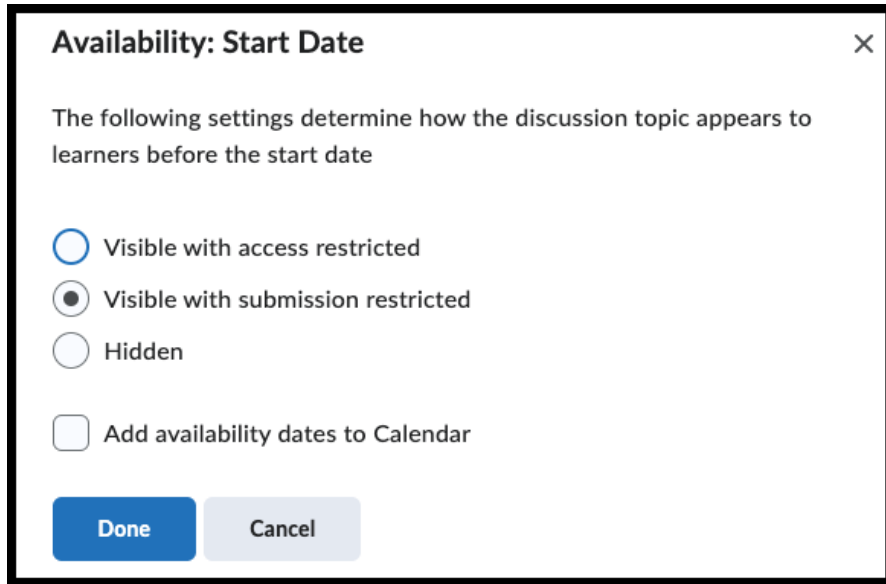 Availability: Start Date
The following settings determine how the discussion topic appears to
learners before the start date
Visible with access restricted
Visible with submission restricted
Hidden
Add availability dates to Calendar
Done Cancel